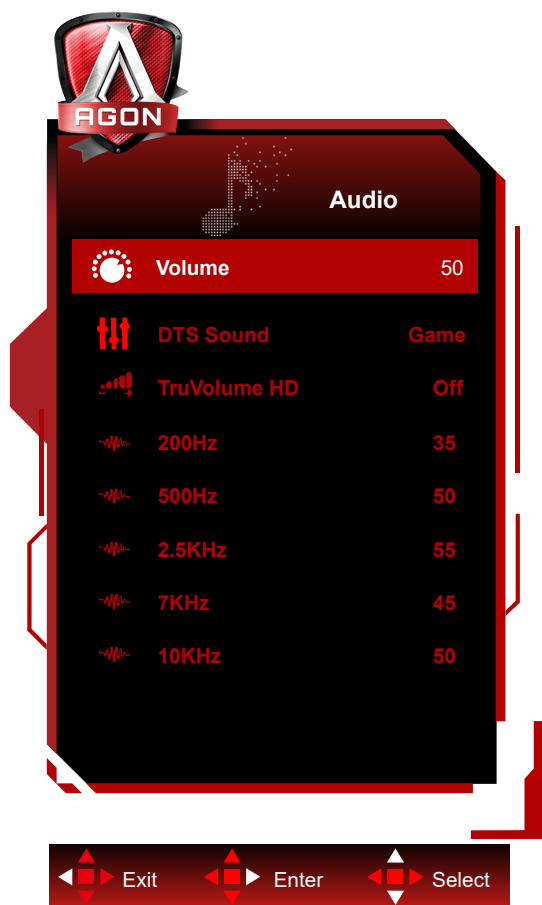 AGON
Audio
Volume 50
DTS Sound Game
TruVolume HD Off
200Hz 35
500Hz 50
2.5KHz 55
7KHz 45
10KHz 50
Exit Enter Select